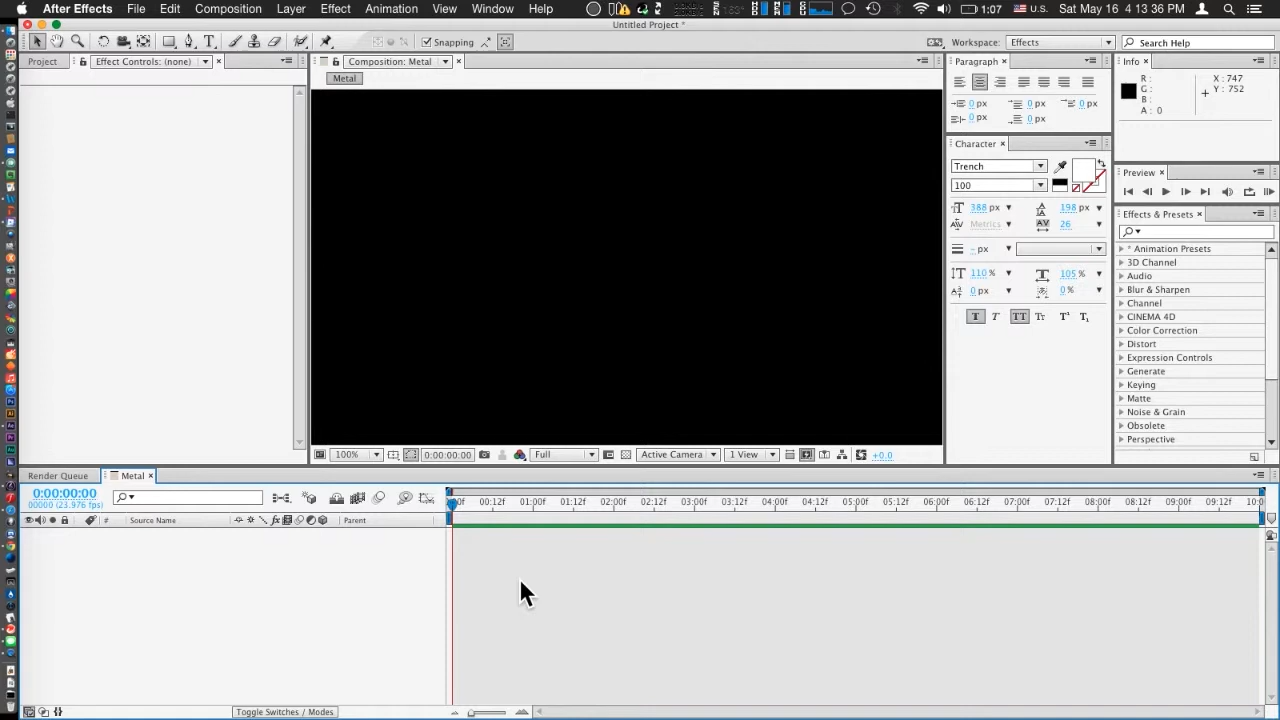 After Effects File Edit Composition Layer Effect Animation View Window Help 1:07 U.S. Sat May 16 4:13:36 PM
Untitled Project *
Snapping Workspace: Effects Search Help
Project Effect Controls: (none) Composition: Metal Paragraph Info
Metal
R: X: 747
G: Y: 752
B:
A: 0
0 px 0 px 0 px
0 px 0 px
Character
Trench
100
388 px 198 px
Metrics 26
- px
110 % 105 %
0 px 0 %
T T TT Tr T¹ T₁
Preview
Effects & Presets
* Animation Presets
3D Channel
Audio
Blur & Sharpen
Channel
CINEMA 4D
Color Correction
Distort
Expression Controls
Generate
Keying
Matte
Noise & Grain
Obsolete
Perspective
100% 0:00:00:00 Full Active Camera 1 View +0.0
Render Queue Metal
0:00:00:00
00000 (23.976 fps)
00f 00:12f 01:00f 01:12f 02:00f 02:12f 03:00f 03:12f 04:00f 04:12f 05:00f 05:12f 06:00f 06:12f 07:00f 07:12f 08:00f 08:12f 09:00f 09:12f 10:0
# Source Name fx Parent
Toggle Switches / Modes